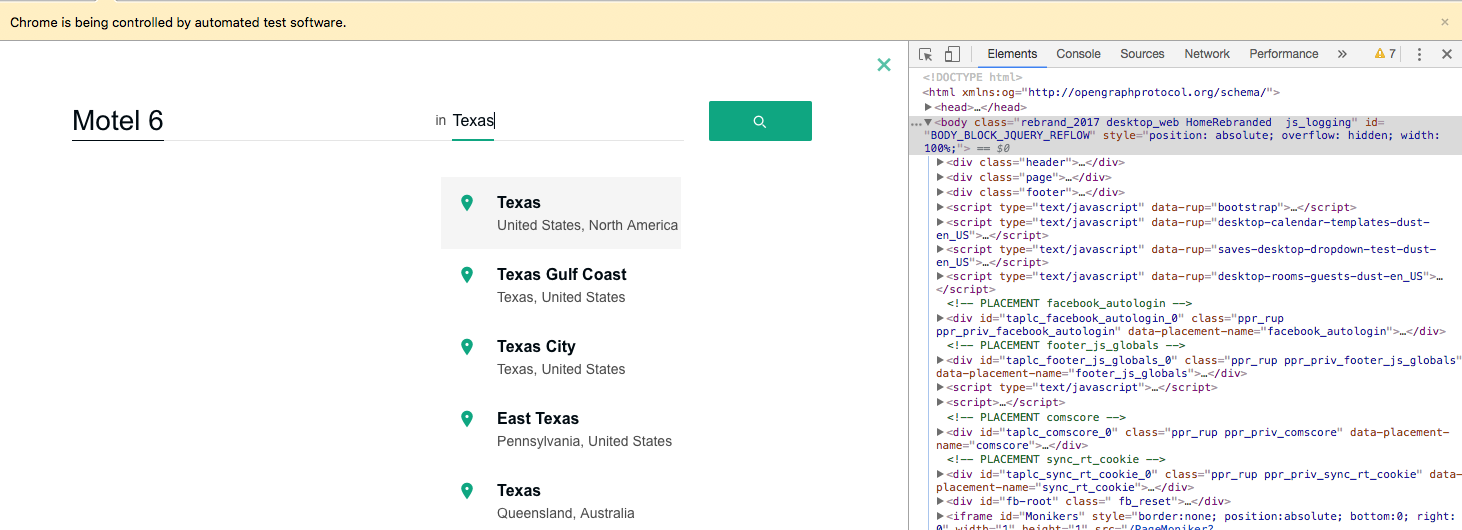 Chrome is being controlled by automated test software.
×
Motel 6
in Texas
Texas
United States, North America
Texas Gulf Coast
Texas, United States
Texas City
Texas, United States
East Texas
Pennsylvania, United States
Texas
Queensland, Australia
Elements Console Sources Network Performance » 7
<!DOCTYPE html>
<html xmlns:og="http://opengraphprotocol.org/schema/">
▶<head>…</head>
…▼<body class="rebrand_2017 desktop_web HomeRebranded  js_logging" id=
"BODY_BLOCK_JQUERY_REFLOW" style="position: absolute; overflow: hidden; width:
100%;"> == $0
▶<div class="header">…</div>
▶<div class="page">…</div>
▶<div class="footer">…</div>
▶<script type="text/javascript" data-rup="bootstrap">…</script>
▶<script type="text/javascript" data-rup="desktop-calendar-templates-dust-
en_US">…</script>
▶<script type="text/javascript" data-rup="saves-desktop-dropdown-test-dust-
en_US">…</script>
▶<script type="text/javascript" data-rup="desktop-rooms-guests-dust-en_US">…
</script>
<!-- PLACEMENT facebook_autologin -->
▶<div id="taplc_facebook_autologin_0" class="ppr_rup
ppr_priv_facebook_autologin" data-placement-name="facebook_autologin">…</div>
<!-- PLACEMENT footer_js_globals -->
▶<div id="taplc_footer_js_globals_0" class="ppr_rup ppr_priv_footer_js_globals"
data-placement-name="footer_js_globals">…</div>
▶<script type="text/javascript">…</script>
▶<script>…</script>
<!-- PLACEMENT comscore -->
▶<div id="taplc_comscore_0" class="ppr_rup ppr_priv_comscore" data-placement-
name="comscore">…</div>
<!-- PLACEMENT sync_rt_cookie -->
▶<div id="taplc_sync_rt_cookie_0" class="ppr_rup ppr_priv_sync_rt_cookie" data-
placement-name="sync_rt_cookie">…</div>
▶<div id="fb-root" class=" fb_reset">…</div>
▶<iframe id="Monikers" style="border:none; position:absolute; bottom:0; right:
0" width="1" height="1" src="/PageMoniker?